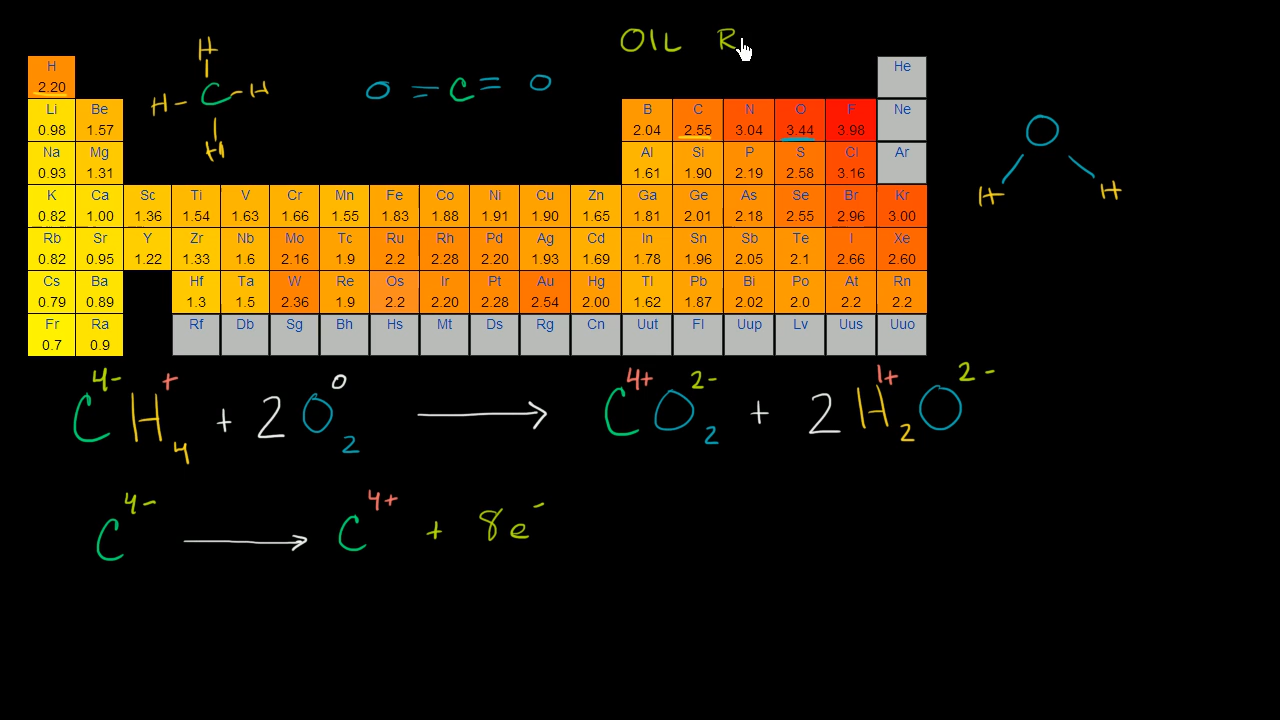 OIL R
H
H - C - H
H
O = C = O
O
H H
H He
2.20
Li Be B C N O F Ne
0.98 1.57 2.04 2.55 3.04 3.44 3.98
Na Mg Al Si P S Cl Ar
0.93 1.31 1.61 1.90 2.19 2.58 3.16
K Ca Sc Ti V Cr Mn Fe Co Ni Cu Zn Ga Ge As Se Br Kr
0.82 1.00 1.36 1.54 1.63 1.66 1.55 1.83 1.88 1.91 1.90 1.65 1.81 2.01 2.18 2.55 2.96 3.00
Rb Sr Y Zr Nb Mo Tc Ru Rh Pd Ag Cd In Sn Sb Te I Xe
0.82 0.95 1.22 1.33 1.6 2.16 1.9 2.2 2.28 2.20 1.93 1.69 1.78 1.96 2.05 2.1 2.66 2.60
Cs Ba Hf Ta W Re Os Ir Pt Au Hg Tl Pb Bi Po At Rn
0.79 0.89 1.3 1.5 2.36 1.9 2.2 2.20 2.28 2.54 2.00 1.62 1.87 2.02 2.0 2.2 2.2
Fr Ra Rf Db Sg Bh Hs Mt Ds Rg Cn Uut Fl Uup Lv Uus Uuo
0.7 0.9
C⁴⁻H⁺₄ + 2O⁰₂ → C⁴⁺O²⁻₂ + 2H¹⁺₂O²⁻
C⁴⁻ → C⁴⁺ + 8e⁻